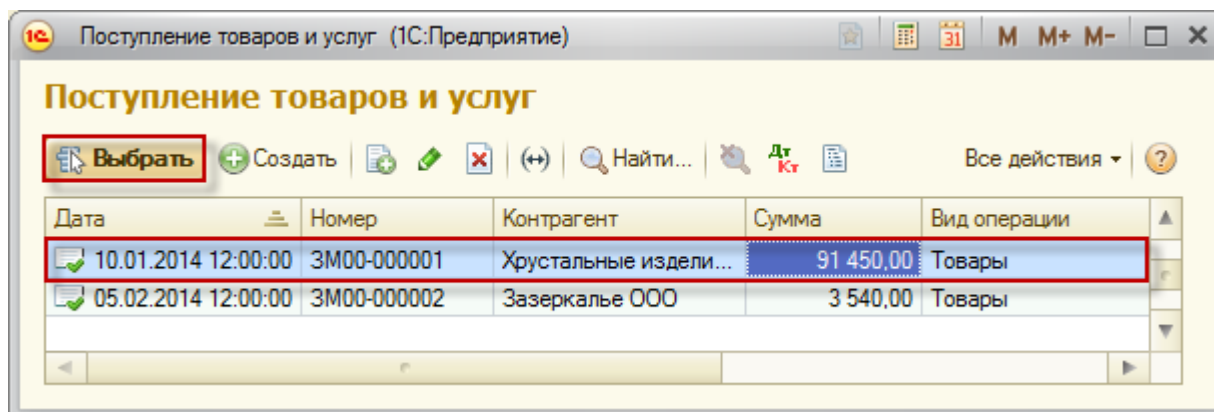 1С Поступление товаров и услуг (1С:Предприятие) 31 M M+ M-
Поступление товаров и услуг
Выбрать Создать Найти... Дт Кт Все действия ?
Дата Номер Контрагент Сумма Вид операции
10.01.2014 12:00:00 ЗМ00-000001 Хрустальные издели... 91 450,00 Товары
05.02.2014 12:00:00 ЗМ00-000002 Зазеркалье ООО 3 540,00 Товары